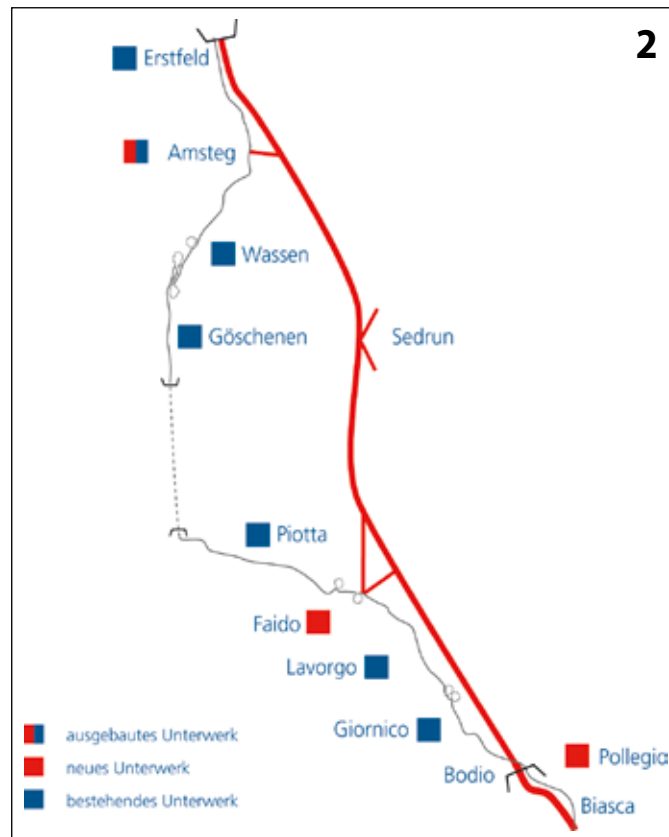 2
Erstfeld
Amsteg
Wassen
Göschenen
Sedrun
Piotta
Faido
Lavorgo
Giornico
Pollegio
Bodio
Biasca
ausgebautes Unterwerk
neues Unterwerk
bestehendes Unterwerk